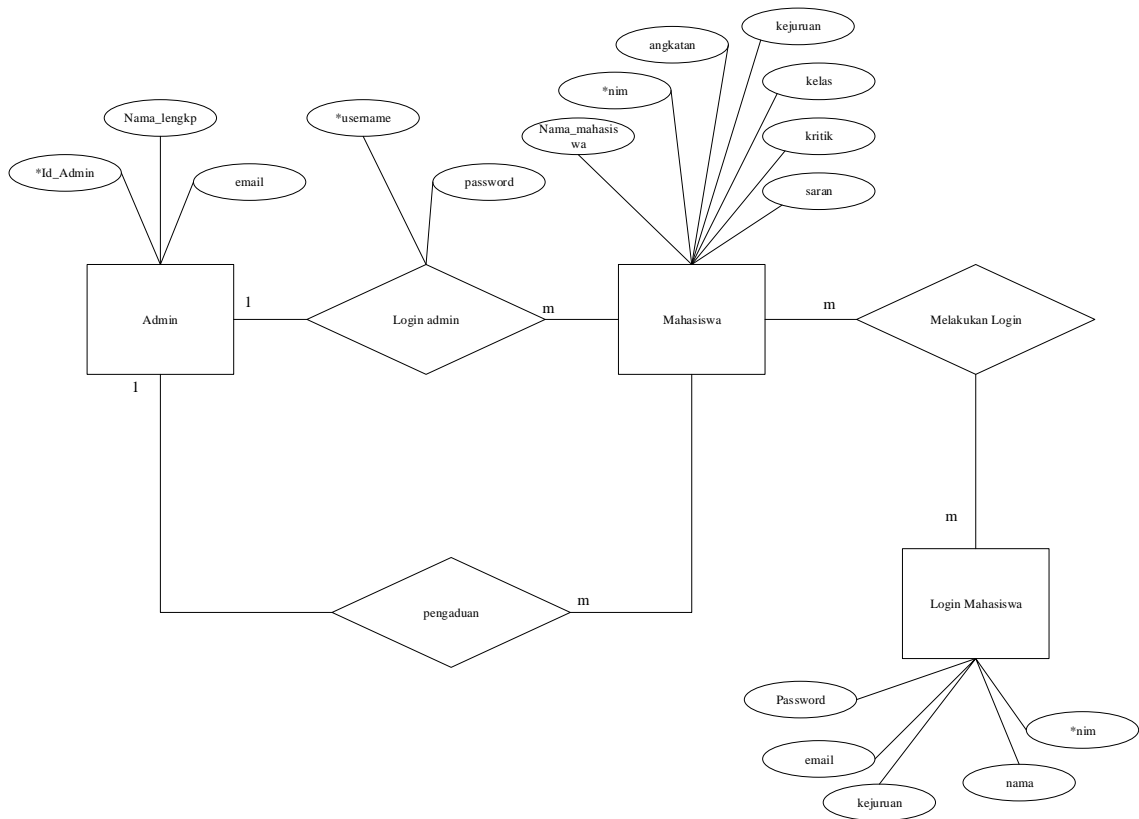 kejuruan
angkatan
kelas
*nim
Nama_lengkp
*username
Nama_mahasis
wa
kritik
*Id_Admin
email
password
saran
1
m
m
Admin
Login admin
Mahasiswa
Melakukan Login
1
m
m
pengaduan
Login Mahasiswa
Password
*nim
email
nama
kejuruan